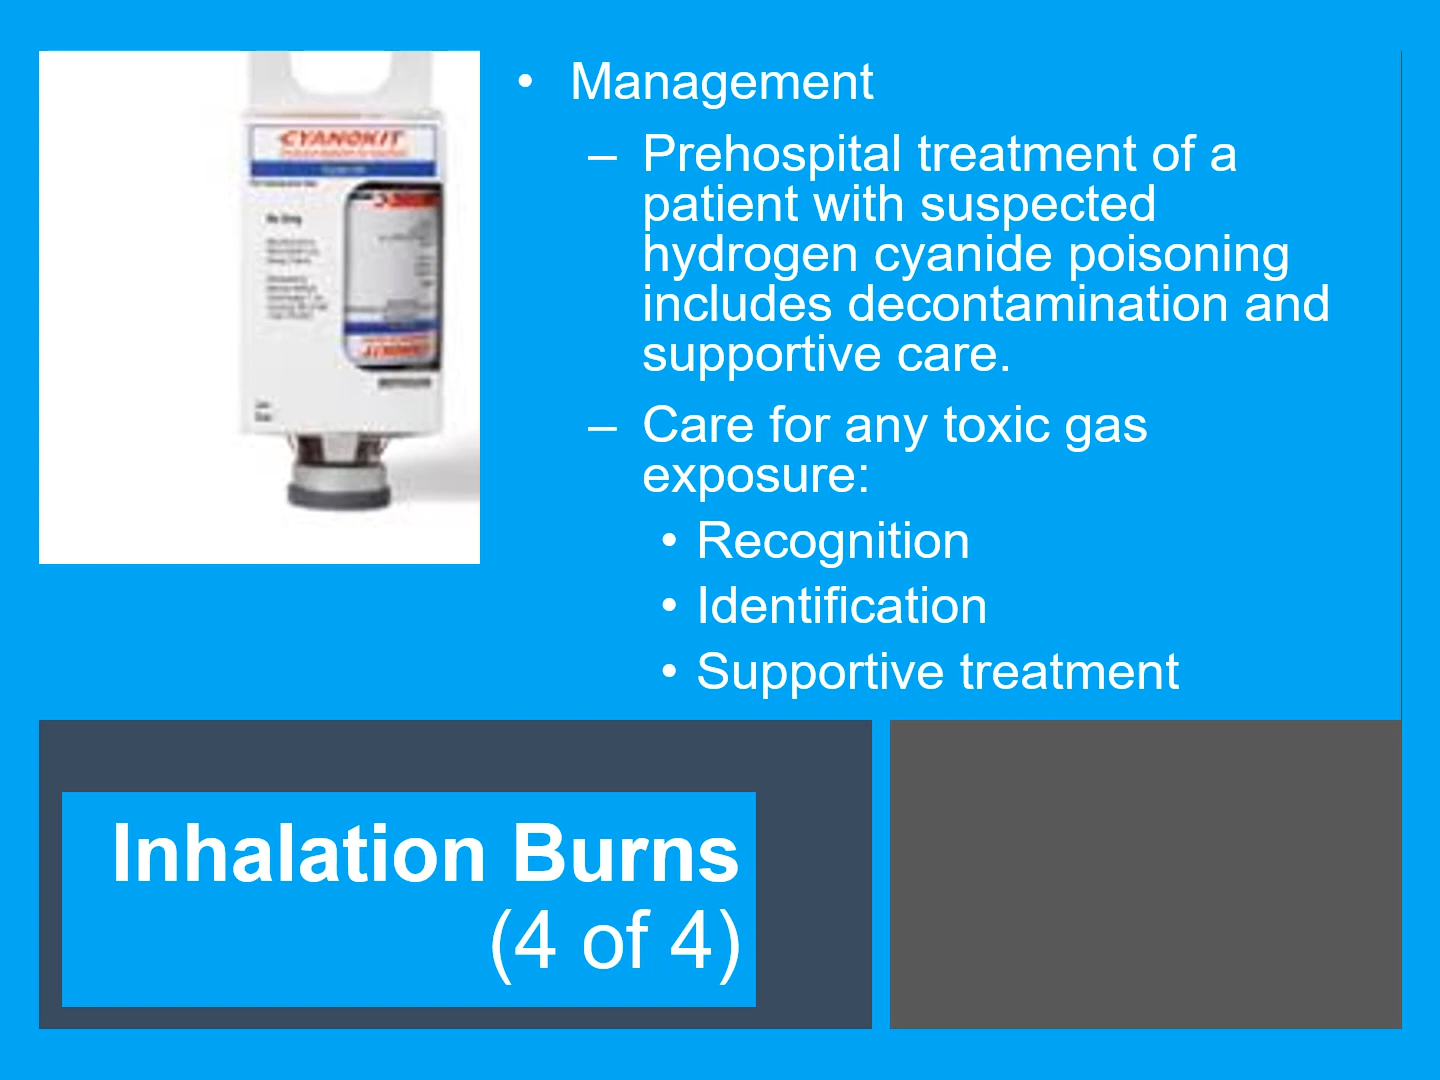 CYANOKIT
• Management
– Prehospital treatment of a
patient with suspected
hydrogen cyanide poisoning
includes decontamination and
supportive care.
– Care for any toxic gas
exposure:
• Recognition
• Identification
• Supportive treatment
Inhalation Burns
(4 of 4)